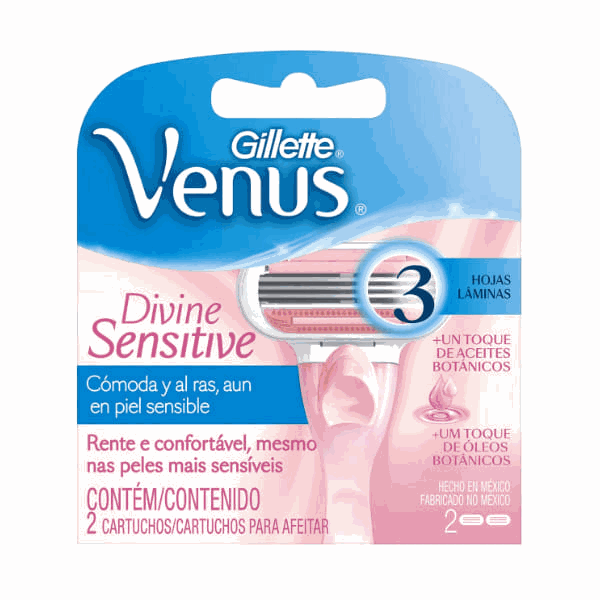 Gillette®
Venus®
3
HOJAS
LÁMINAS
Divine
Sensitive
+UN TOQUE
DE ACEITES
BOTÁNICOS
Cómoda y al ras, aun
en piel sensible
+UM TOQUE
DE ÓLEOS
BOTÂNICOS
Rente e confortável, mesmo
nas peles mais sensíveis
CONTÉM/CONTENIDO
2 CARTUCHOS/CARTUCHOS PARA AFEITAR
HECHO EN MÉXICO
FABRICADO NO MÉXICO
2